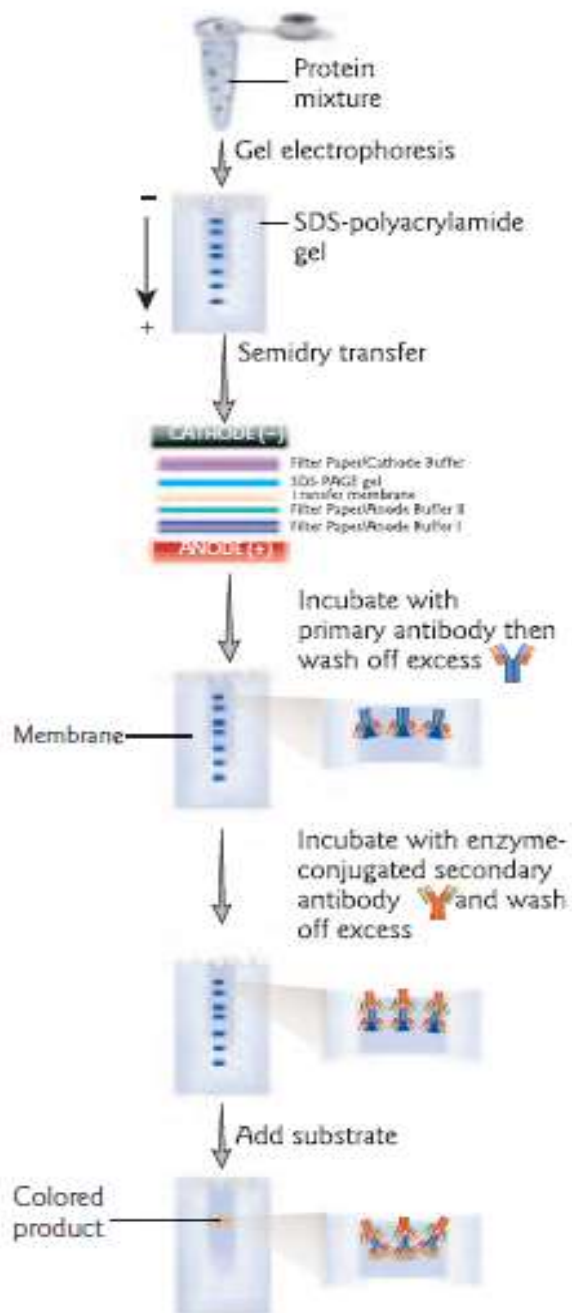 Protein
mixture
Gel electrophoresis
−
SDS-polyacrylamide
gel
+
Semidry transfer
CATHODE (−)
Filter Paper/Cathode Buffer
SDS-PAGE gel
Transfer membrane
Filter Paper/Anode Buffer II
Filter Paper/Anode Buffer I
ANODE (+)
Incubate with
primary antibody then
wash off excess
Membrane
Incubate with enzyme-
conjugated secondary
antibody and wash
off excess
Add substrate
Colored
product